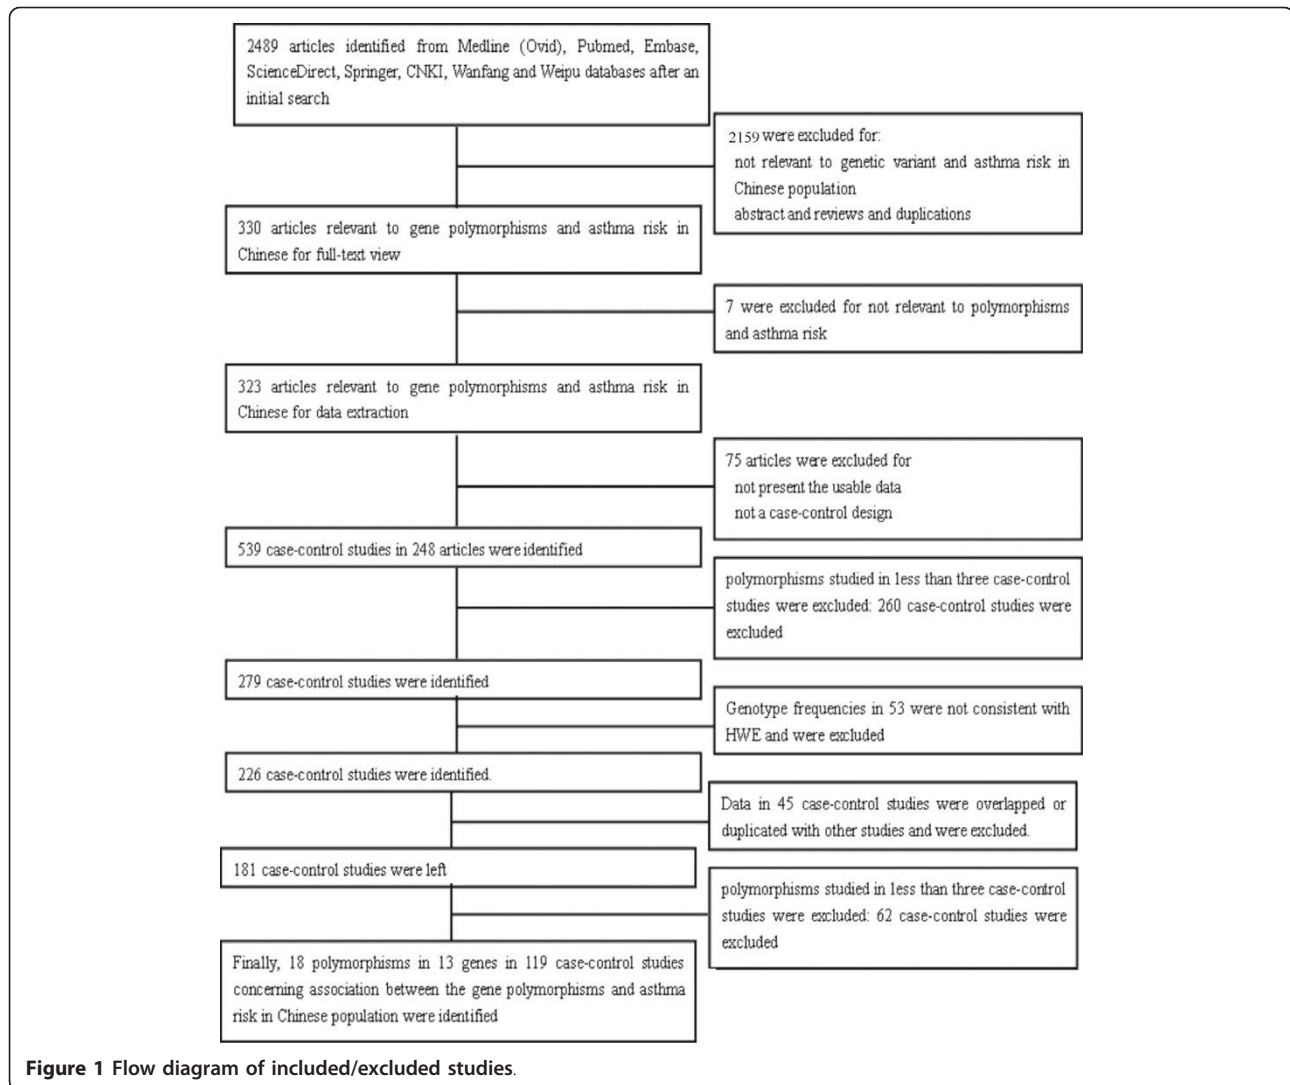 2489 articles identified from Medline (Ovid), Pubmed, Embase,
ScienceDirect, Springer, CNKI, Wanfang and Weipu databases after an
initial search
2159 were excluded for:
not relevant to genetic variant and asthma risk in
Chinese population
abstract and reviews and duplications
330 articles relevant to gene polymorphisms and asthma risk in
Chinese for full-text view
7 were excluded for not relevant to polymorphisms
and asthma risk
323 articles relevant to gene polymorphisms and asthma risk in
Chinese for data extraction
75 articles were excluded for
not present the usable data
not a case-control design
539 case-control studies in 248 articles were identified
polymorphisms studied in less than three case-control
studies were excluded: 260 case-control studies were
excluded
279 case-control studies were identified
Genotype frequencies in 53 were not consistent with
HWE and were excluded
226 case-control studies were identified.
Data in 45 case-control studies were overlapped or
duplicated with other studies and were excluded.
181 case-control studies were left
polymorphisms studied in less than three case-control
studies were excluded: 62 case-control studies were
excluded
Finally, 18 polymorphisms in 13 genes in 119 case-control studies
concerning association between the gene polymorphisms and asthma
risk in Chinese population were identified
Figure 1 Flow diagram of included/excluded studies.